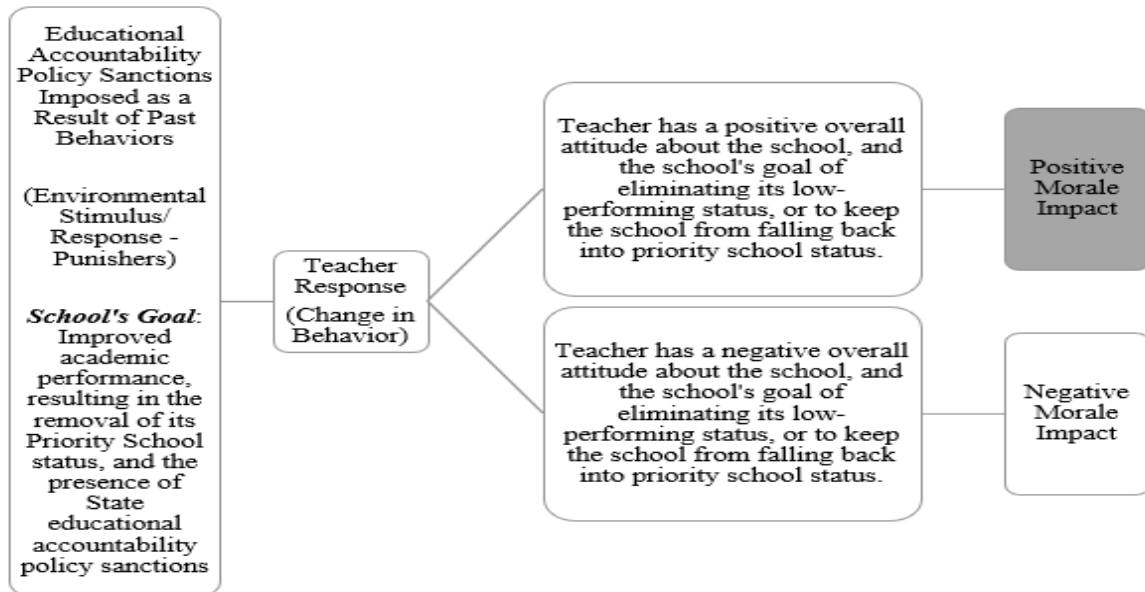 Educational
Accountability
Policy Sanctions
Imposed as a
Result of Past
Behaviors
(Environmental
Stimulus/
Response -
Punishers)
School's Goal:
Improved
academic
performance,
resulting in the
removal of its
Priority School
status, and the
presence of
State
educational
accountability
policy sanctions
Teacher
Response
(Change in
Behavior)
Teacher has a positive overall
attitude about the school, and
the school's goal of
eliminating its low-
performing status, or to keep
the school from falling back
into priority school status.
Positive
Morale
Impact
Teacher has a negative overall
attitude about the school, and
the school's goal of
eliminating its low-
performing status, or to keep
the school from falling back
into priority school status.
Negative
Morale
Impact